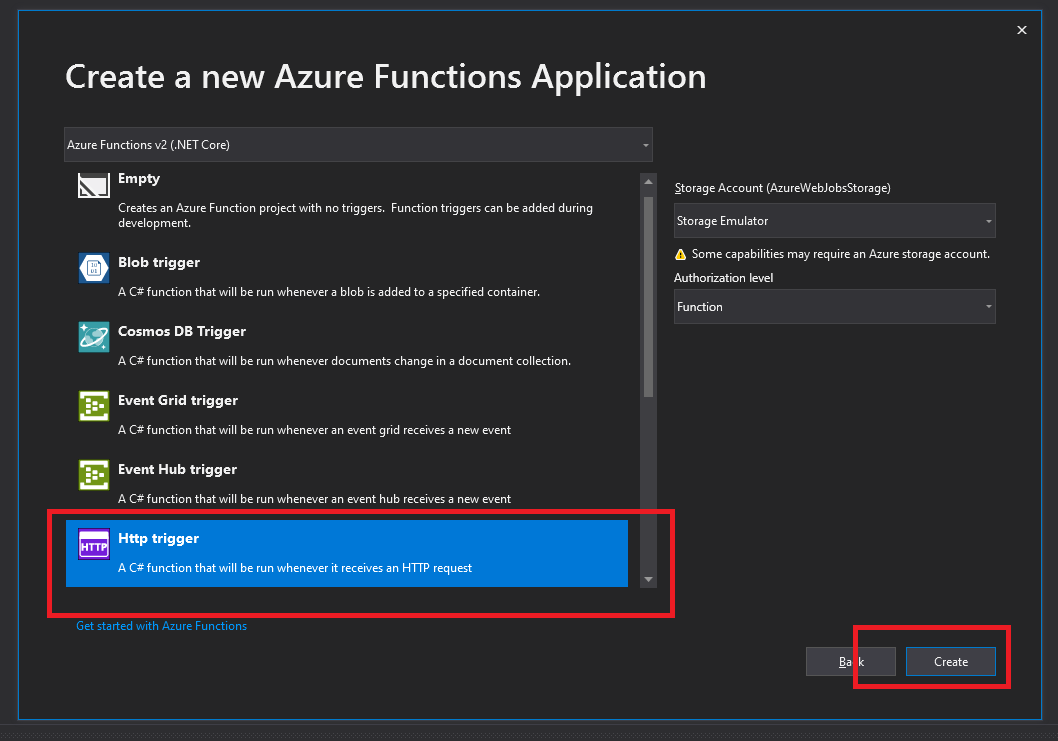 Create a new Azure Functions Application
Azure Functions v2 (.NET Core)
Empty
Creates an Azure Function project with no triggers.  Function triggers can be added during
development.
Blob trigger
A C# function that will be run whenever a blob is added to a specified container.
Cosmos DB Trigger
A C# function that will be run whenever documents change in a document collection.
Event Grid trigger
A C# function that will be run whenever an event grid receives a new event
Event Hub trigger
A C# function that will be run whenever an event hub receives a new event
HTTP
Http trigger
A C# function that will be run whenever it receives an HTTP request
Get started with Azure Functions
Storage Account (AzureWebJobsStorage)
Storage Emulator
Some capabilities may require an Azure storage account.
Authorization level
Function
Back
Create